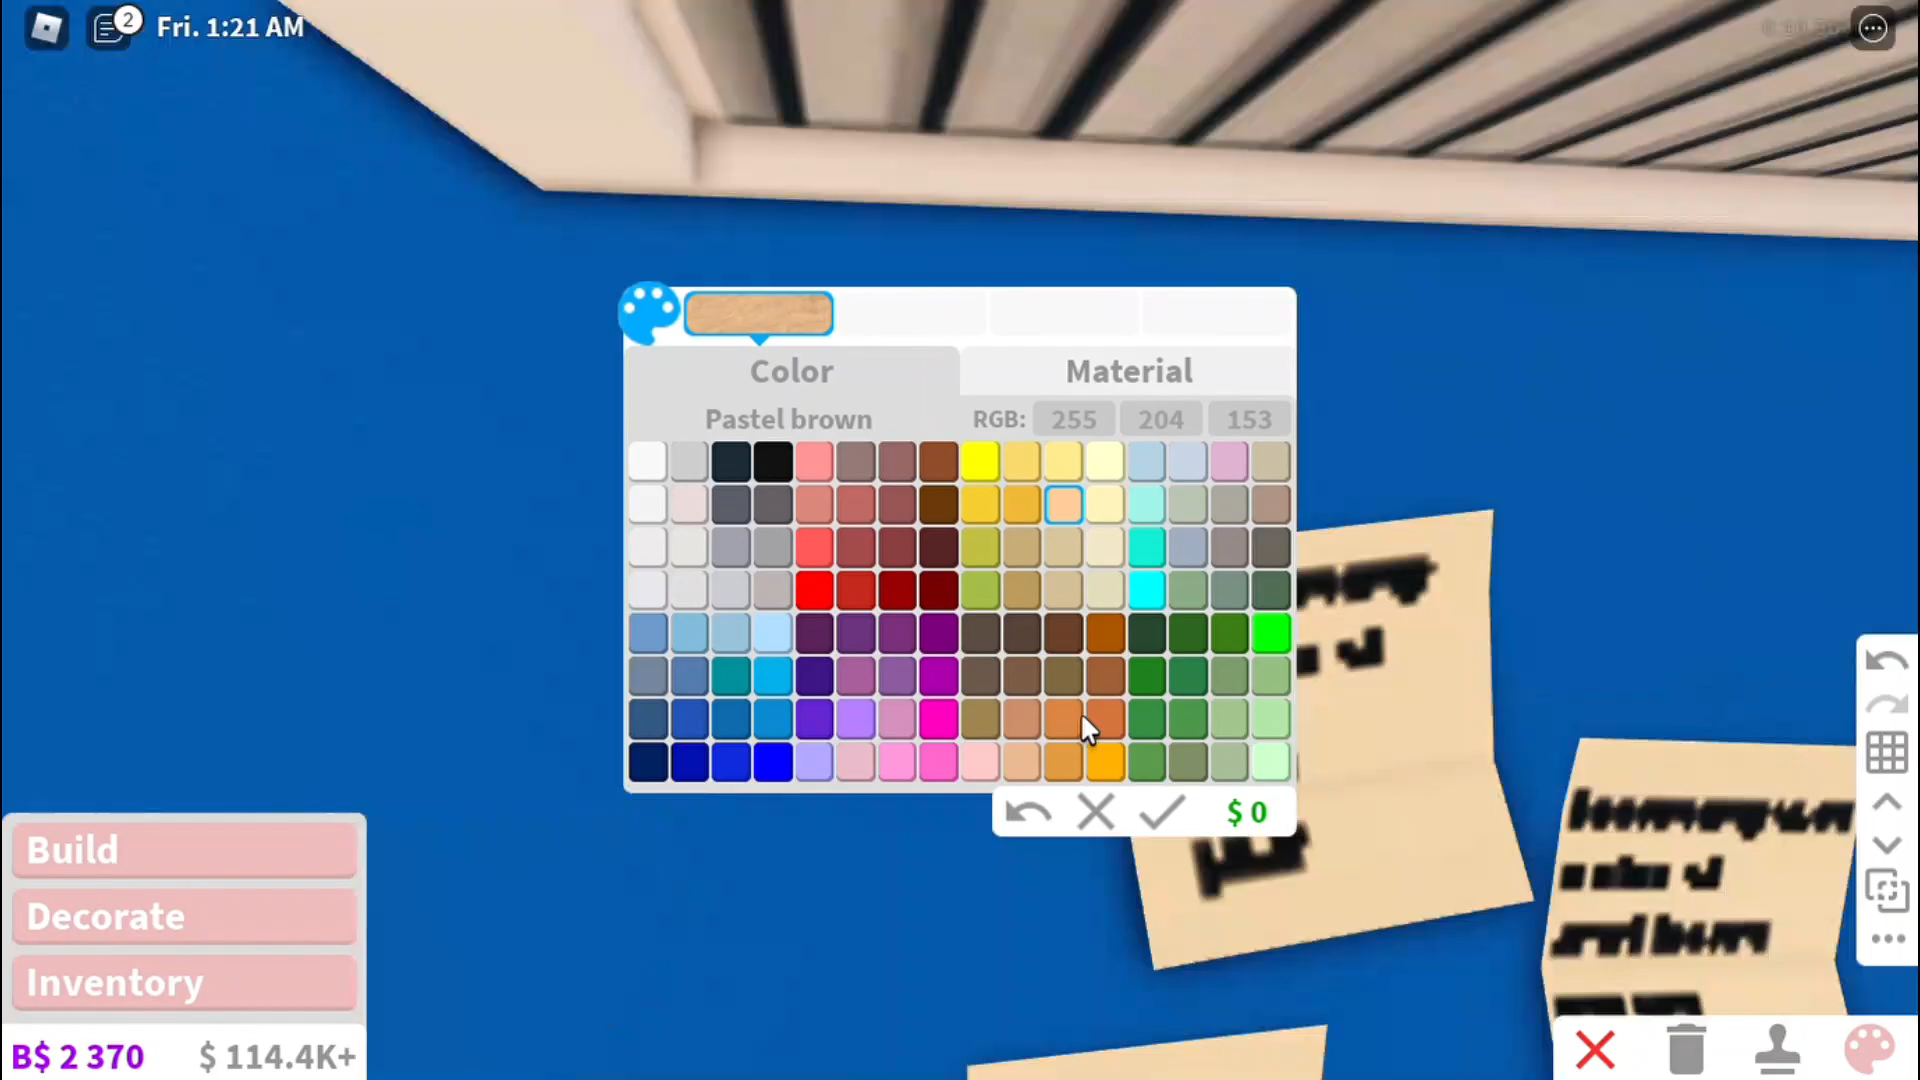 2
Fri. 1:21 AM
Color
Material
Pastel brown
RGB: 255 204 153
$ 0
Build
Decorate
Inventory
B$ 2 370
$ 114.4K+